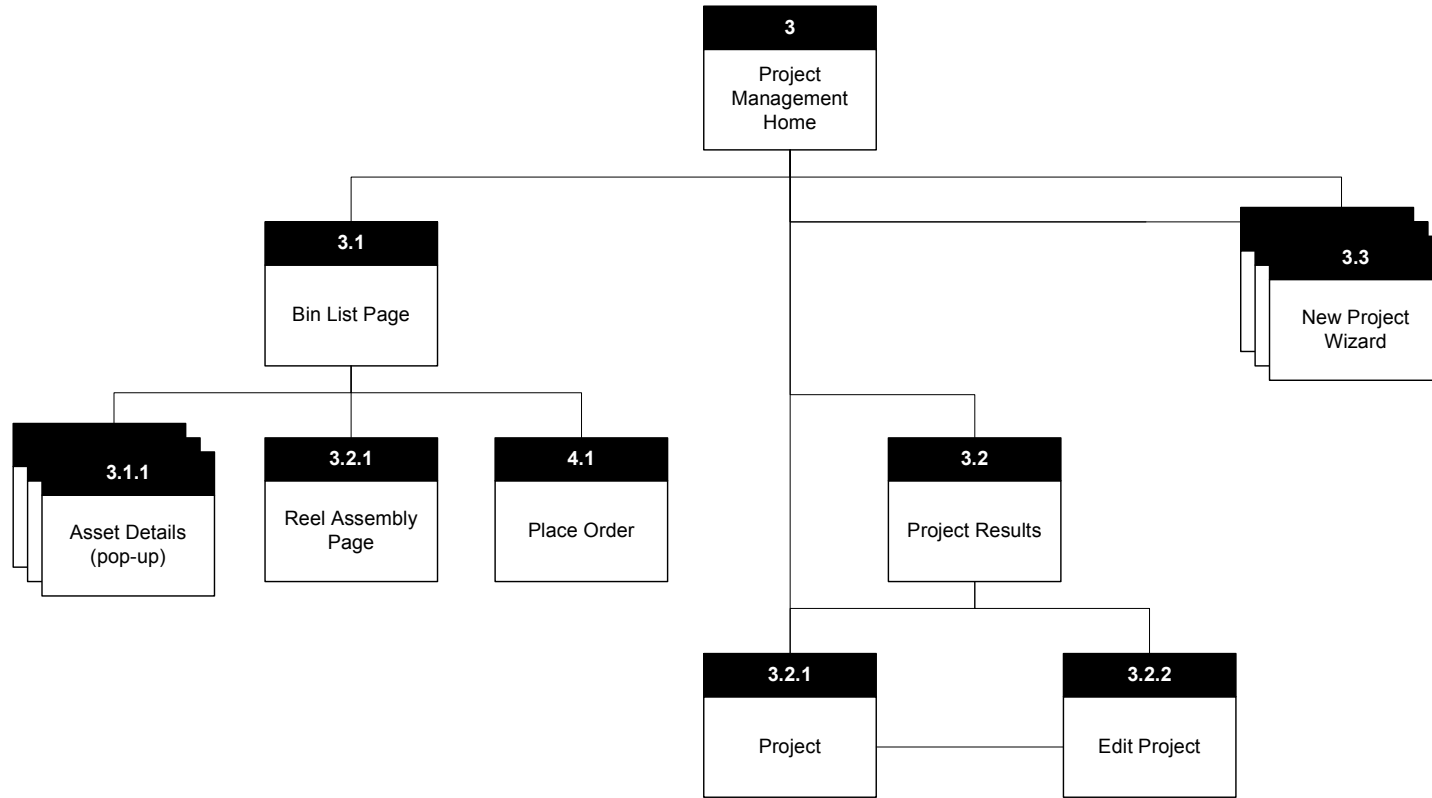 3
Project
Management
Home
3.1
Bin List Page
3.3
New Project
Wizard
3.1.1
Asset Details
(pop-up)
3.2.1
Reel Assembly
Page
4.1
Place Order
3.2
Project Results
3.2.1
Project
3.2.2
Edit Project